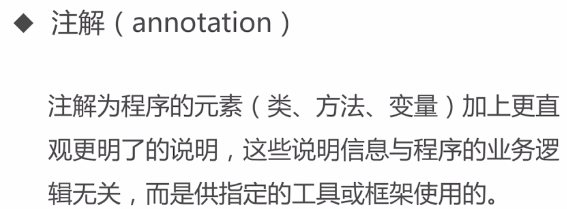 ◆ 注解（annotation）
注解为程序的元素（类、方法、变量）加上更直
观更明了的说明，这些说明信息与程序的业务逻
辑无关，而是供指定的工具或框架使用的。